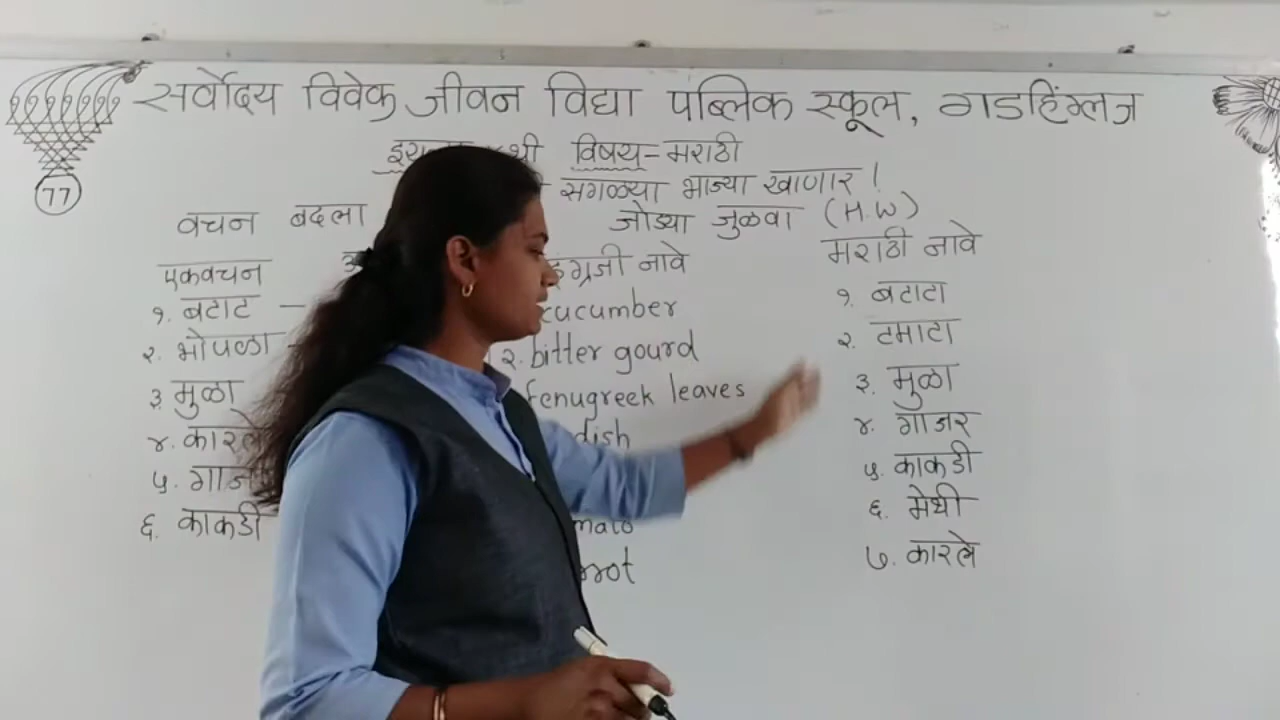 सर्वोदय विवेक जीवन विद्या पब्लिक स्कूल, गडहिंग्लज
77
विषय-मराठी
सगळ्या भाज्या खाणार!
वचन बदला
जोड्या जुळवा (H.W)
एकवचन
मराठी नावे
१. बटाट -
२. भोपळा -
३. मुळा
४. कारले
५.
६. काकडी
नावे
cucumber
२. bitter gourd
fenugreek leaves
१. बटाटा
२. टमाटा
३. मुळा
४. गाजर
५. काकडी
६. मेथी
७. कारले